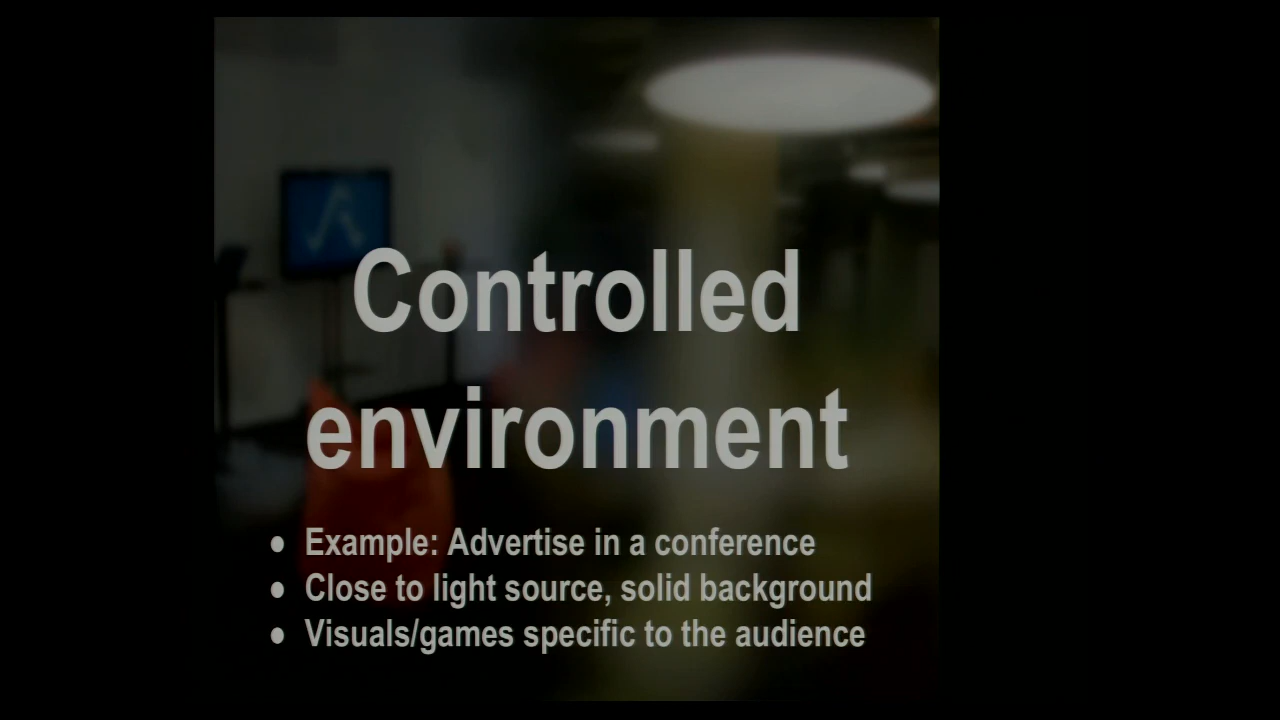 Controlled
environment
● Example: Advertise in a conference
● Close to light source, solid background
● Visuals/games specific to the audience